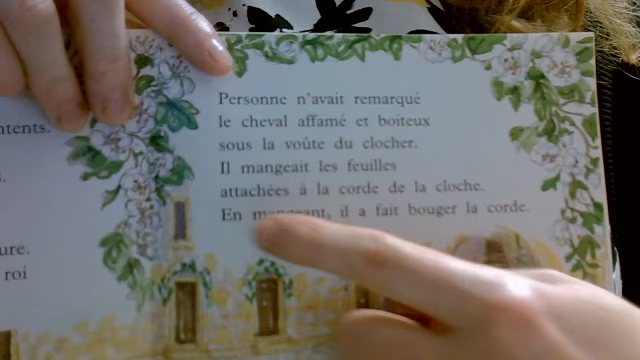 ntents.
ure.
roi
Personne n'avait remarqué
le cheval affamé et boiteux
sous la voûte du clocher.
Il mangeait les feuilles
attachées à la corde de la cloche.
En mangeant, il a fait bouger la corde.